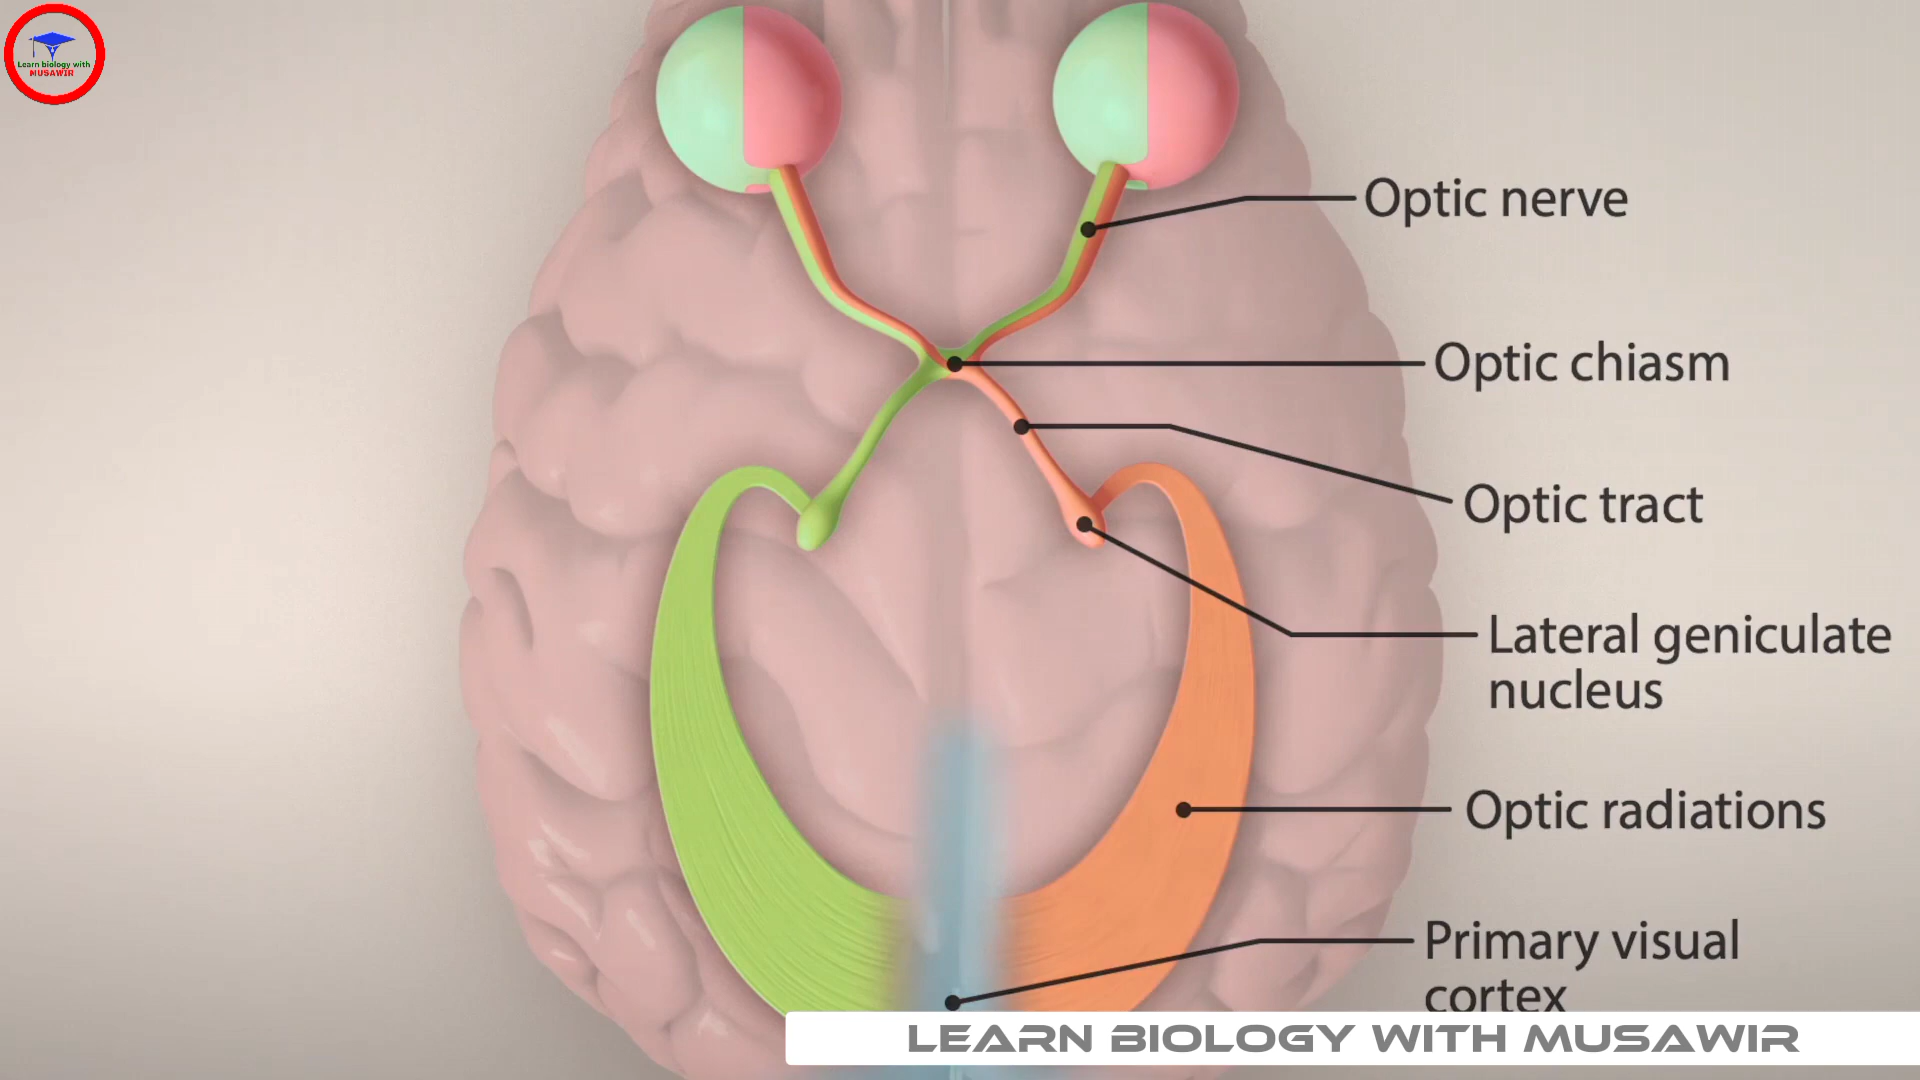 Learn biology with
MUSAWIR
Optic nerve
Optic chiasm
Optic tract
Lateral geniculate
nucleus
Optic radiations
Primary visual
cortex
LEARN BIOLOGY WITH MUSAWIR